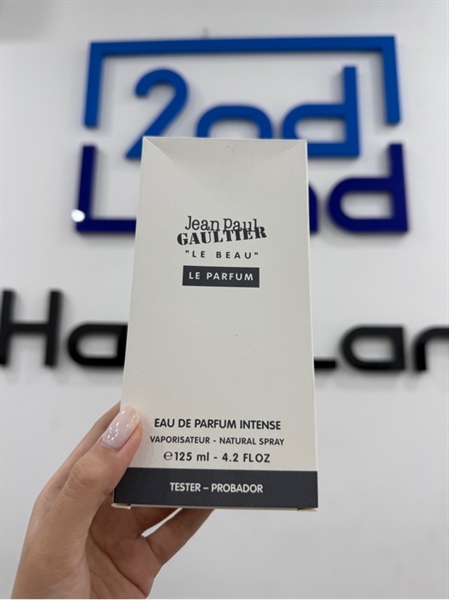 2nd
Land
Jean Paul
GAULTIER
"LE BEAU"
LE PARFUM
EAU DE PARFUM INTENSE
VAPORISATEUR - NATURAL SPRAY
℮125 ml - 4.2 FLOZ
TESTER – PROBADOR